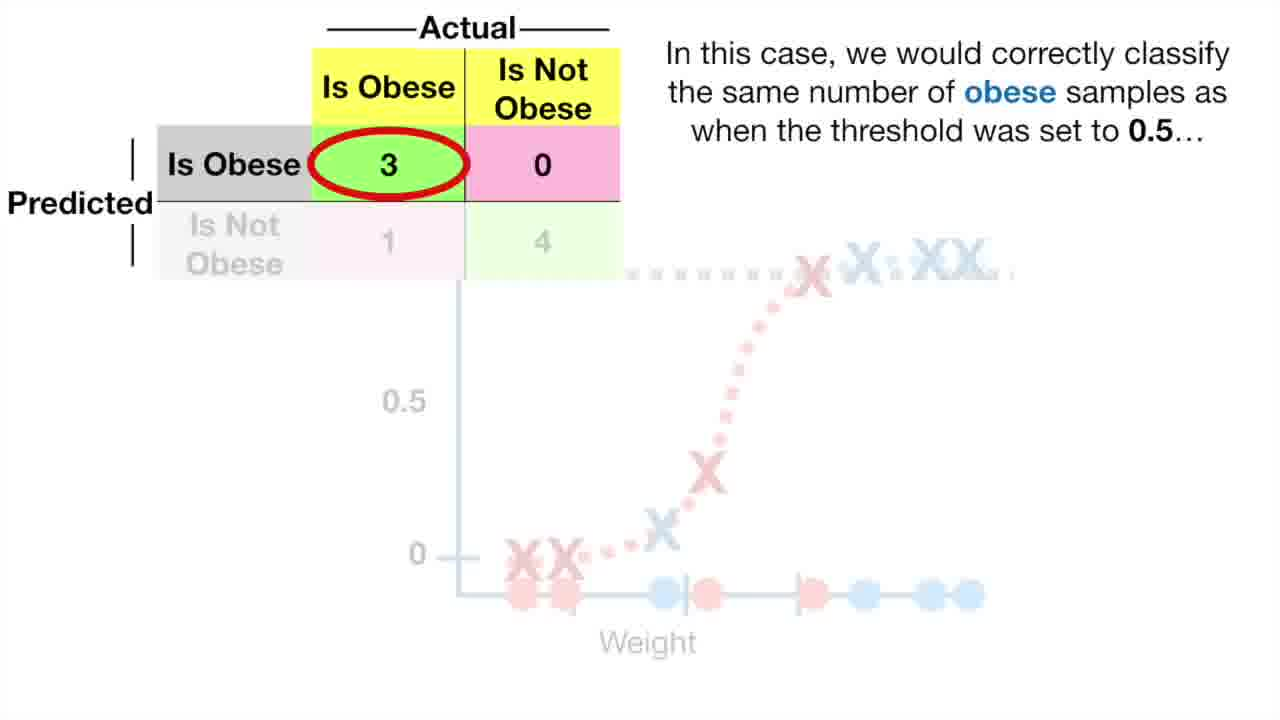 Actual
Is Obese
Is Not
Obese
In this case, we would correctly classify
the same number of obese samples as
when the threshold was set to 0.5…
Predicted
Is Obese
3
0
Is Not
Obese
1
4
X X XX
0.5
X
X
XX
0
Weight